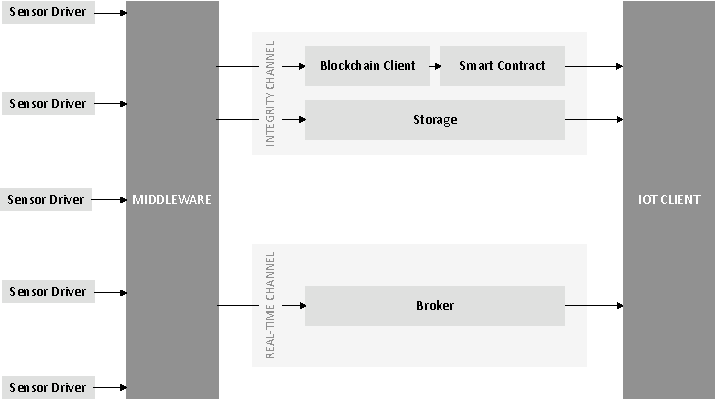 Sensor Driver
Sensor Driver
Sensor Driver
Sensor Driver
Sensor Driver
MIDDLEWARE
INTEGRITY CHANNEL
Blockchain Client
Smart Contract
Storage
REAL-TIME CHANNEL
Broker
IOT CLIENT